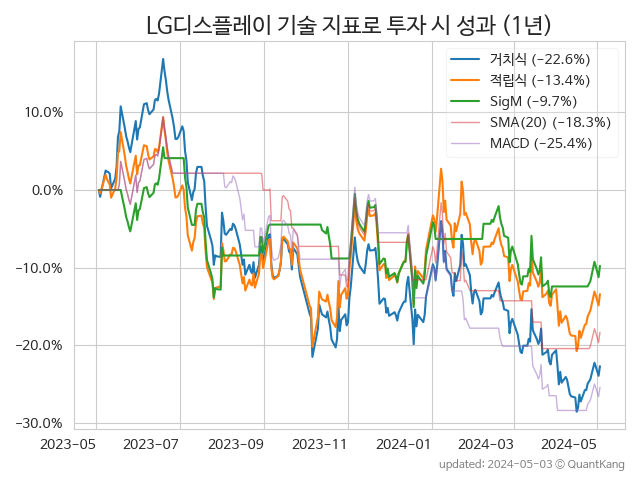 LG디스플레이 기술 지표로 투자 시 성과 (1년)
거치식 (−22.6%)
적립식 (−13.4%)
SigM (−9.7%)
SMA(20) (−18.3%)
MACD (−25.4%)
10.0%
0.0%
−10.0%
−20.0%
−30.0%
2023-05 2023-07 2023-09 2023-11 2024-01 2024-03 2024-05
updated: 2024-05-03 ⓒ QuantKang